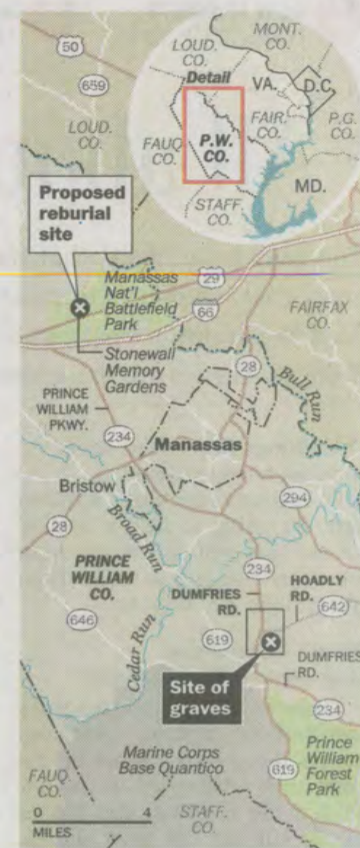 50
659
LOUD.
CO.
LOUD.
CO.
MONT.
CO.
Detail
VA.
D.C.
FAIR.
CO.
P.G.
CO.
FAUQ.
CO.
P.W.
CO.
STAFF.
CO.
MD.
Proposed
reburial
site
Manassas
Nat'l
Battlefield
Park
29
66
FAIRFAX
CO.
Stonewall
Memory
Gardens
28
Bull Run
PRINCE
WILLIAM
PKWY.
234
Manassas
Bristow
Broad Run
294
28
PRINCE
WILLIAM
CO.
234
DUMFRIES
RD.
HOADLY
RD.
642
646
619
Cedar Run
DUMFRIES
RD.
Site of
graves
234
Marine Corps
Base Quantico
619
Prince
William
Forest
Park
FAUQ.
CO.
STAFF.
CO.
0 4
MILES